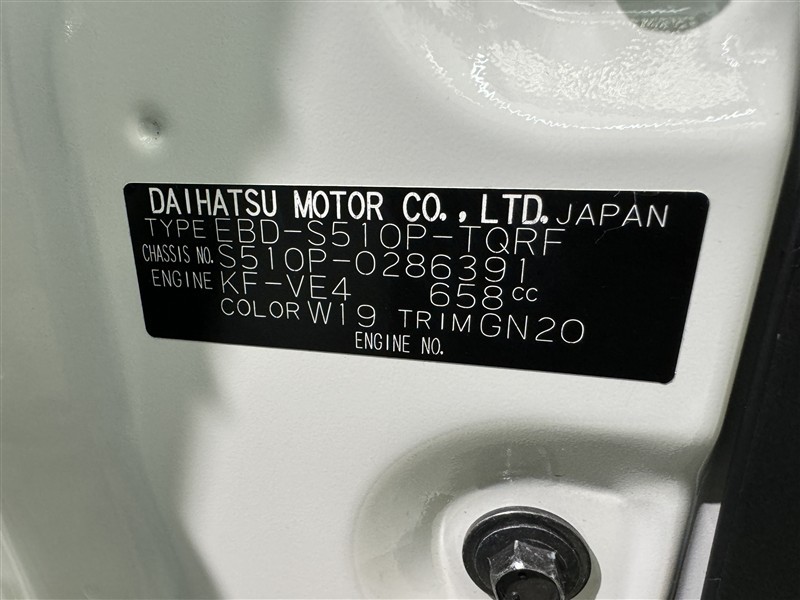 DAIHATSU MOTOR CO., LTD. JAPAN
TYPE EBD-S510P-TQRF
CHASSIS NO. S510P-0286391
ENGINE KF-VE4 658cc
COLOR W19 TRIM GN20
ENGINE NO.